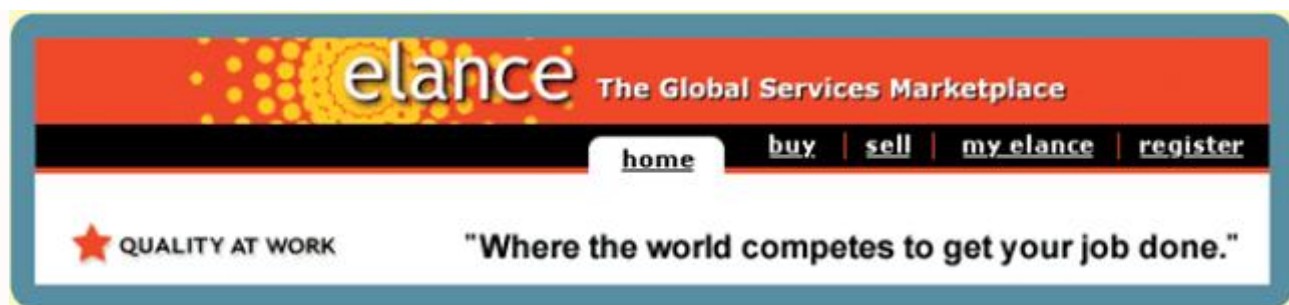 elance The Global Services Marketplace
home buy sell my elance register
QUALITY AT WORK "Where the world competes to get your job done."